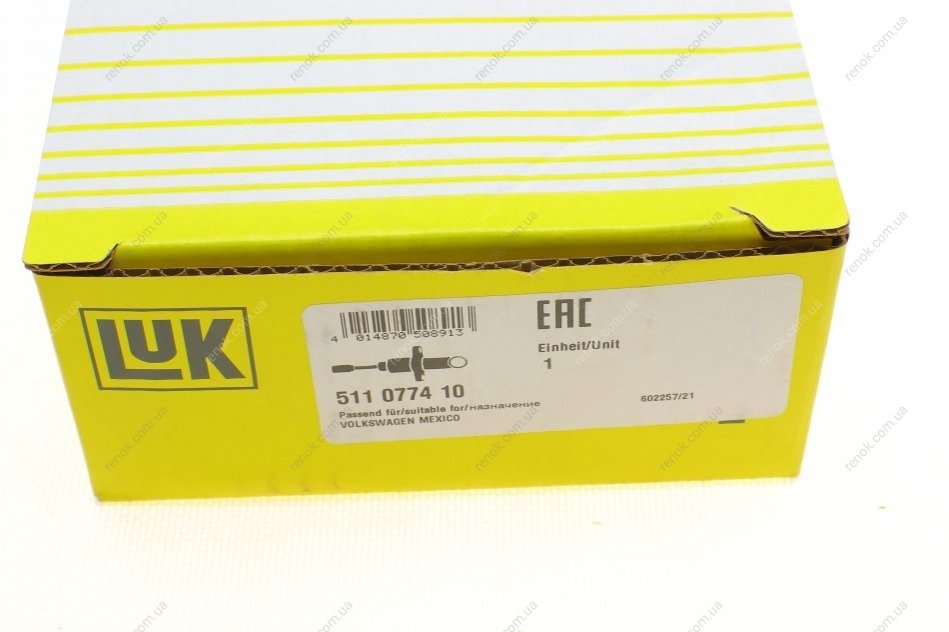 LUK
4 014870 508913
511 0774 10
Passend für/suitable for/назначение
VOLKSWAGEN MEXICO
EAC
Einheit/Unit
1
602257/21
renok.com.ua